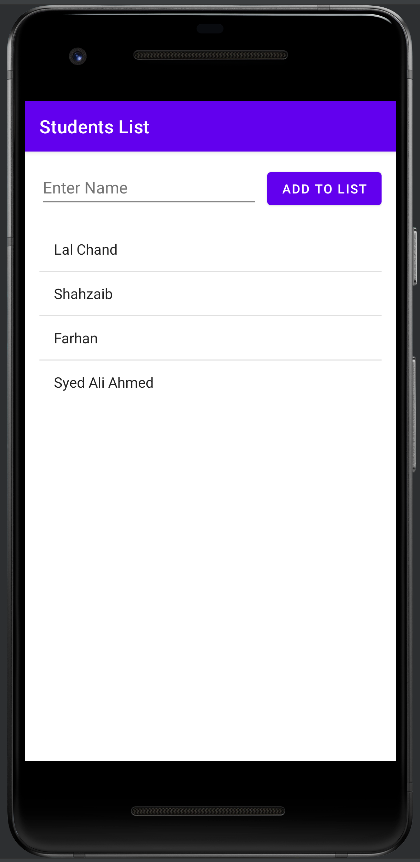 Students List
Enter Name
ADD TO LIST
Lal Chand
Shahzaib
Farhan
Syed Ali Ahmed